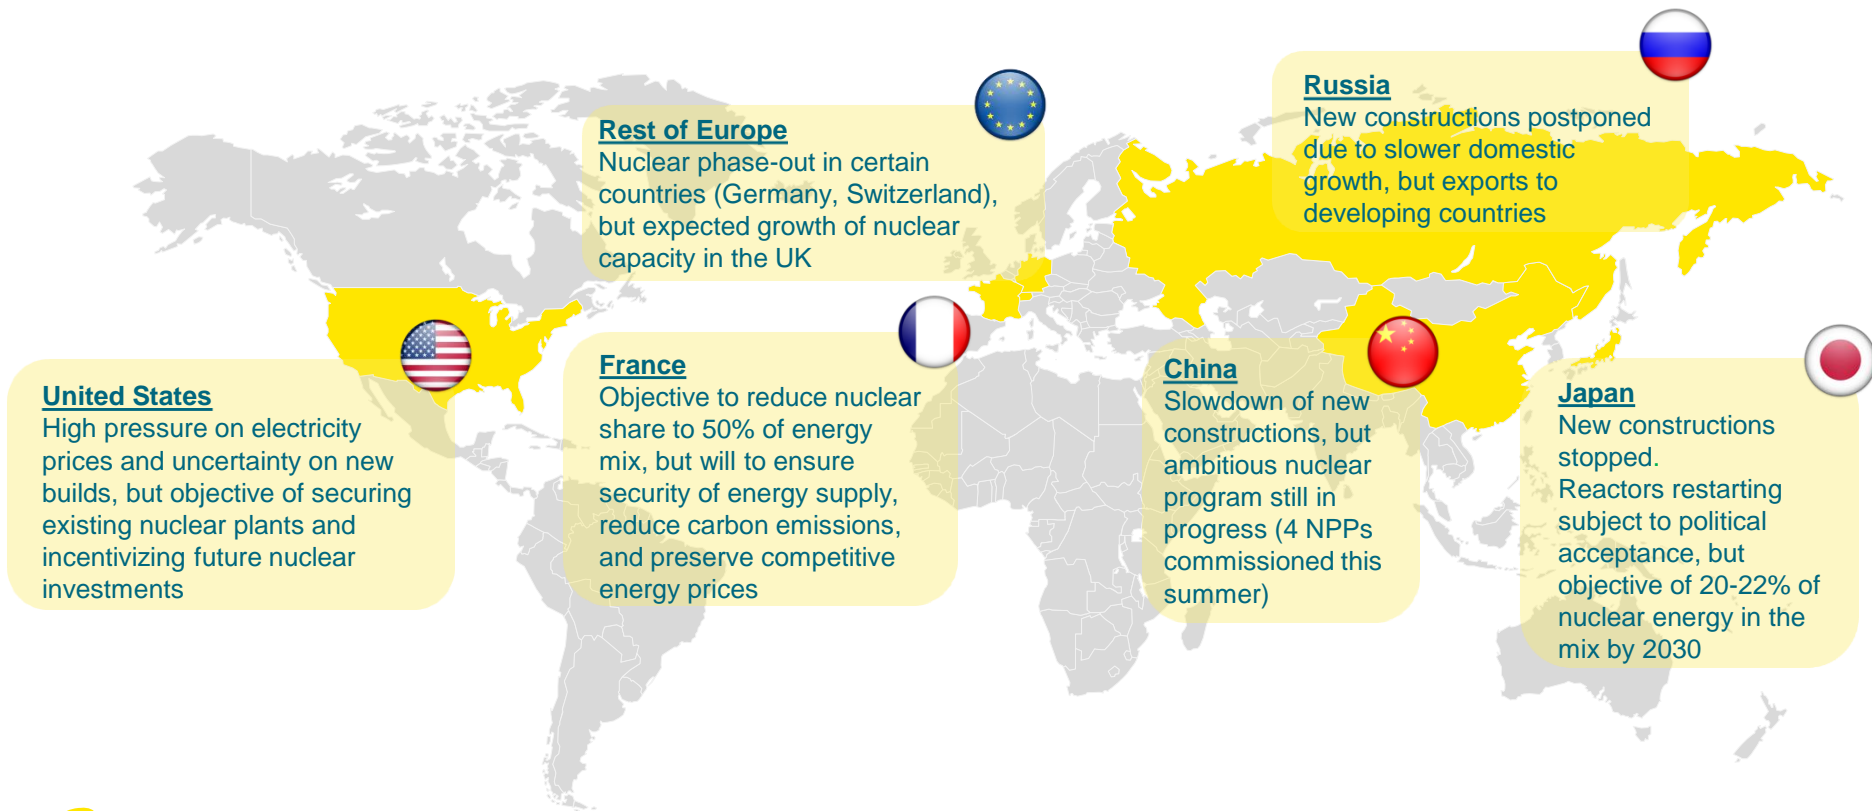 Rest of Europe
Nuclear phase-out in certain
countries (Germany, Switzerland),
but expected growth of nuclear
capacity in the UK
Russia
New constructions postponed
due to slower domestic
growth, but exports to
developing countries
United States
High pressure on electricity
prices and uncertainty on new
builds, but objective of securing
existing nuclear plants and
incentivizing future nuclear
investments
France
Objective to reduce nuclear
share to 50% of energy
mix, but will to ensure
security of energy supply,
reduce carbon emissions,
and preserve competitive
energy prices
China
Slowdown of new
constructions, but
ambitious nuclear
program still in
progress (4 NPPs
commissioned this
summer)
Japan
New constructions
stopped.
Reactors restarting
subject to political
acceptance, but
objective of 20-22% of
nuclear energy in the
mix by 2030